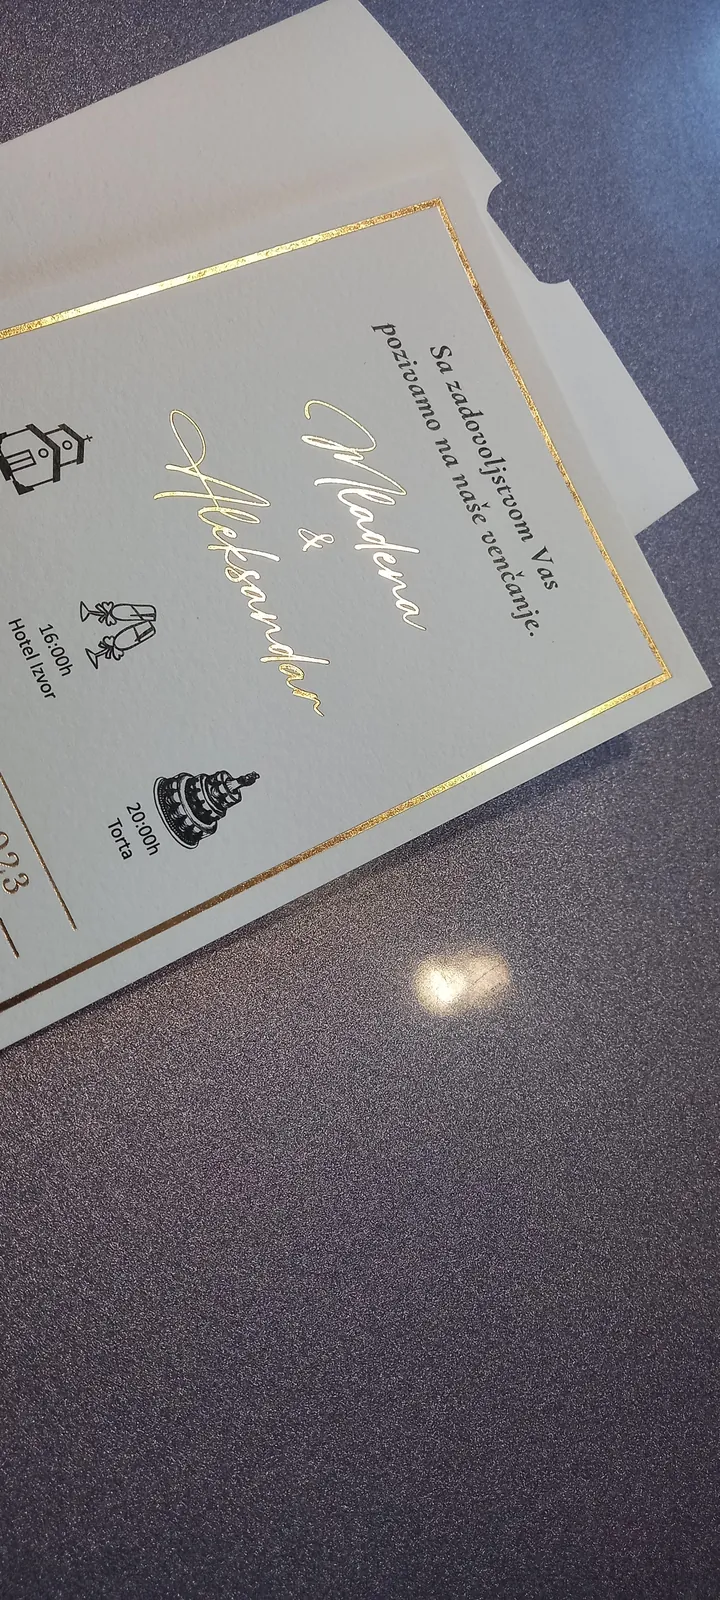 Sa zadovoljstvom Vas
pozivamo na naše venčanje.
Mladena
&
Aleksandar
16:00h
Hotel Izvor
20:00h
Torta